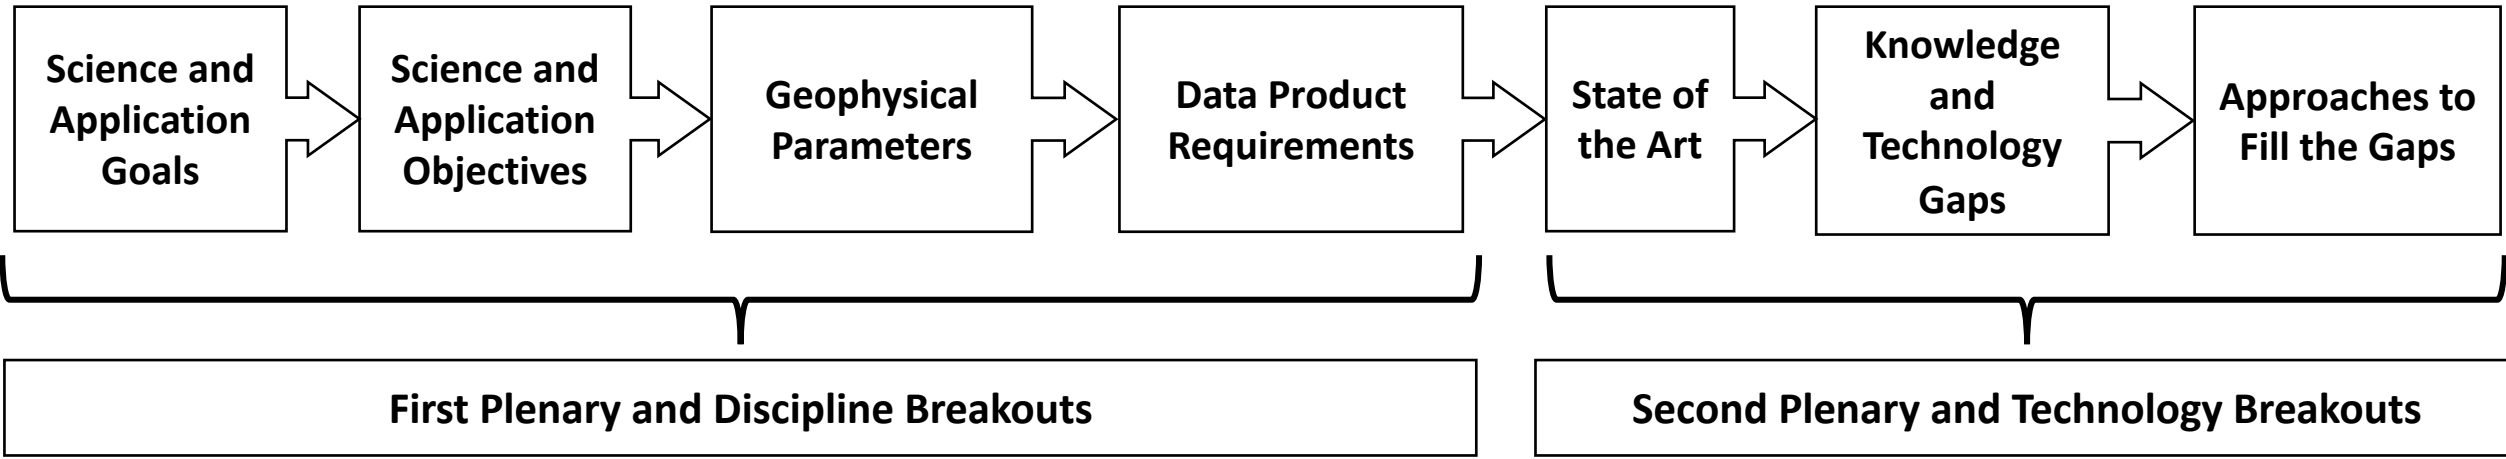 Science and
Application
Goals
Science and
Application
Objectives
Geophysical
Parameters
Data Product
Requirements
State of
the Art
Knowledge
and
Technology
Gaps
Approaches to
Fill the Gaps
First Plenary and Discipline Breakouts
Second Plenary and Technology Breakouts